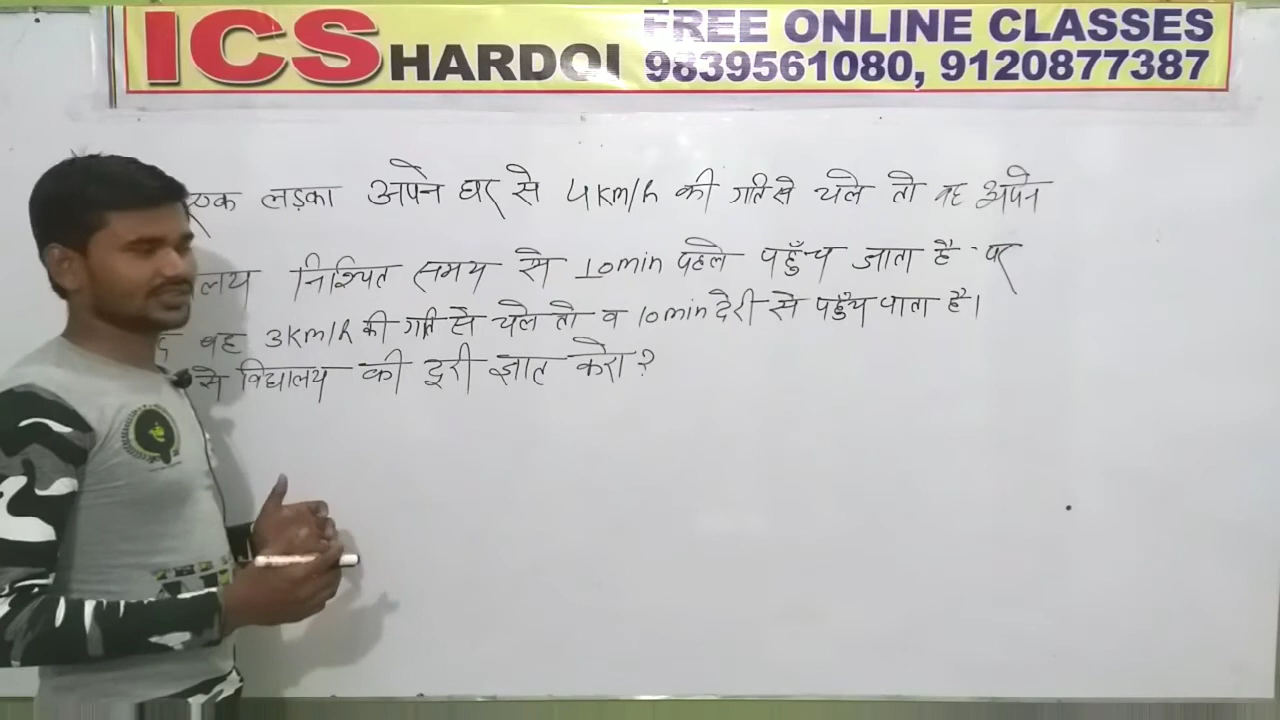 ICS HARDOI FREE ONLINE CLASSES
9839561080, 9120877387
एक लड़का अपने घर से 4km/h की गति से चले तो वह अपने
लय निश्चित समय से 10min पहले पहुँच जाता है पर
वह 3km/h की गति से चले तो व 10min देरी से पहुँच पाता है।
से विद्यालय की दूरी ज्ञात करो?